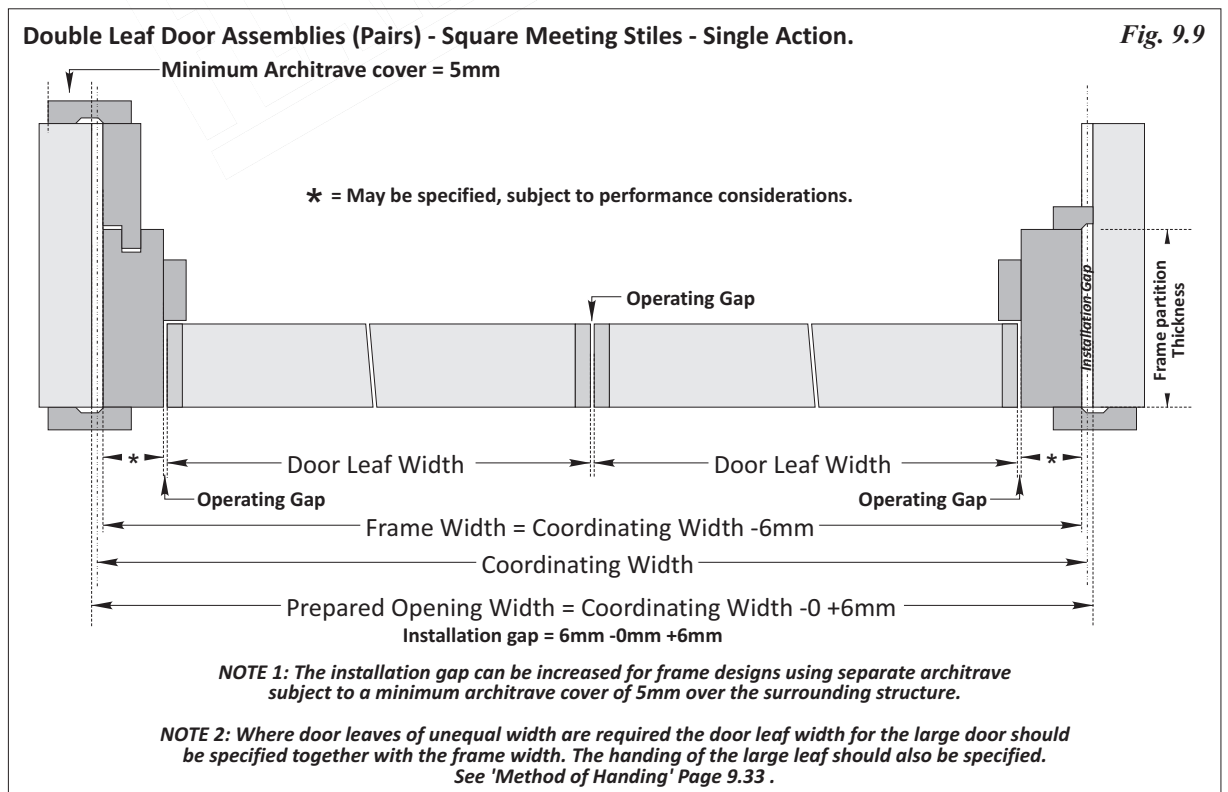 Double Leaf Door Assemblies (Pairs) - Square Meeting Stiles - Single Action.
Fig. 9.9
Minimum Architrave cover = 5mm
* = May be specified, subject to performance considerations.
Operating Gap
Installation Gap
Frame partition
Thickness
*
Door Leaf Width
Door Leaf Width
*
Operating Gap
Operating Gap
Frame Width = Coordinating Width -6mm
Coordinating Width
Prepared Opening Width = Coordinating Width -0 +6mm
Installation gap = 6mm -0mm +6mm
NOTE 1: The installation gap can be increased for frame designs using separate architrave
subject to a minimum architrave cover of 5mm over the surrounding structure.
NOTE 2: Where door leaves of unequal width are required the door leaf width for the large door should
be specified together with the frame width. The handing of the large leaf should also be specified.
See 'Method of Handing' Page 9.33 .